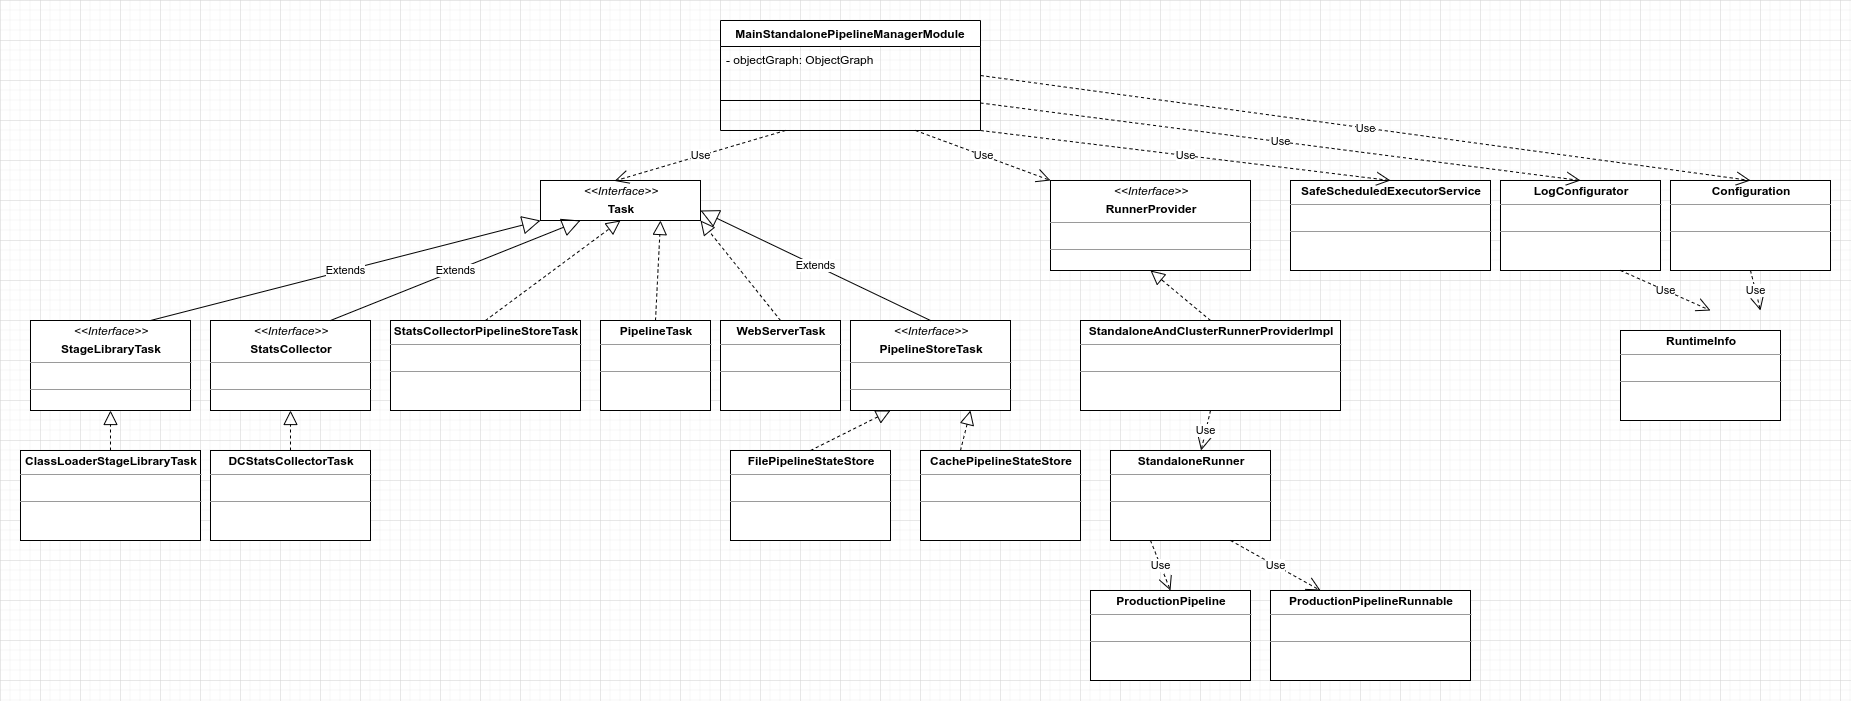 MainStandalonePipelineManagerModule
- objectGraph: ObjectGraph
Use
Use
Use
Use
Use
<<Interface>>
Task
<<Interface>>
RunnerProvider
SafeScheduledExecutorService
LogConfigurator
Configuration
Extends
Extends
Extends
Use
Use
<<Interface>>
StageLibraryTask
<<Interface>>
StatsCollector
StatsCollectorPipelineStoreTask
PipelineTask
WebServerTask
<<Interface>>
PipelineStoreTask
StandaloneAndClusterRunnerProviderImpl
RuntimeInfo
Use
ClassLoaderStageLibraryTask
DCStatsCollectorTask
FilePipelineStateStore
CachePipelineStateStore
StandaloneRunner
Use
Use
ProductionPipeline
ProductionPipelineRunnable